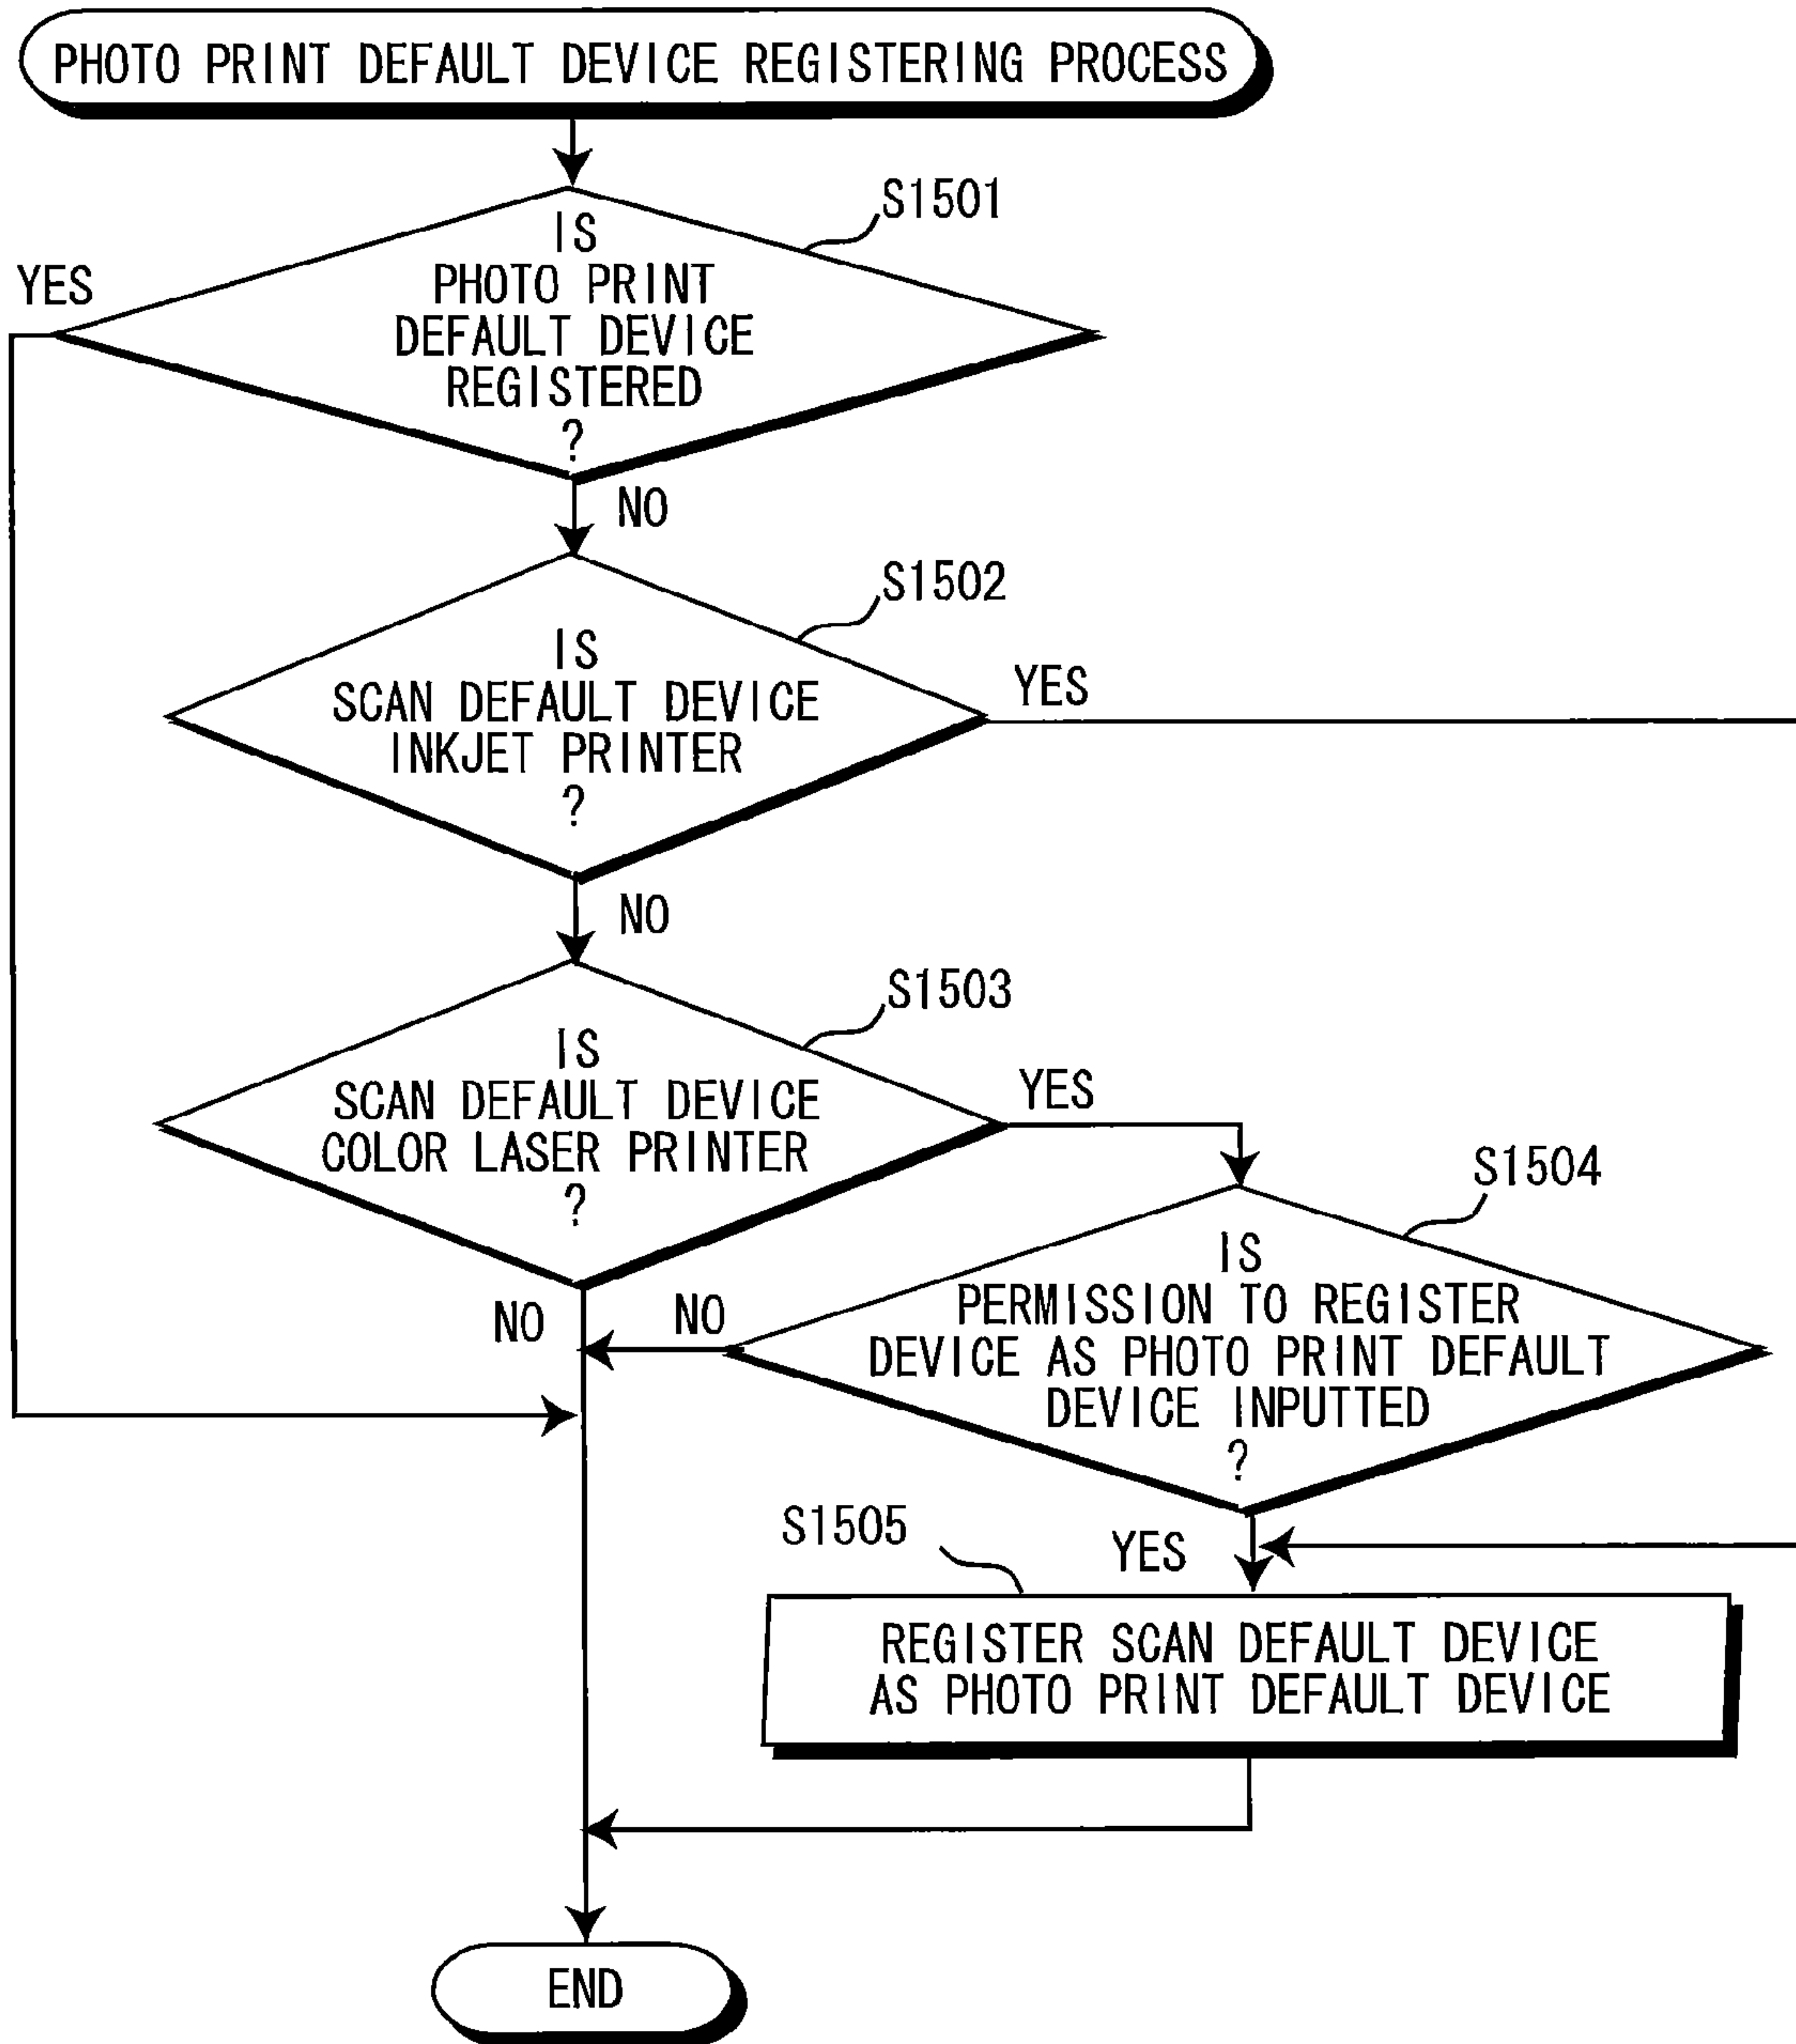 PHOTO PRINT DEFAULT DEVICE REGISTERING PROCESS
S1501
IS
PHOTO PRINT
DEFAULT DEVICE
REGISTERED
?
YES
NO
S1502
IS
SCAN DEFAULT DEVICE
INKJET PRINTER
?
YES
NO
S1503
IS
SCAN DEFAULT DEVICE
COLOR LASER PRINTER
?
YES
NO
S1504
IS
PERMISSION TO REGISTER
DEVICE AS PHOTO PRINT DEFAULT
DEVICE INPUTTED
?
NO
YES
S1505
REGISTER SCAN DEFAULT DEVICE
AS PHOTO PRINT DEFAULT DEVICE
END